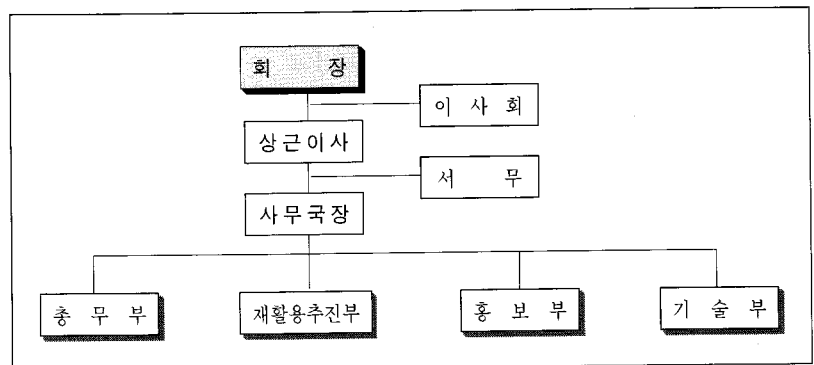 회 장
이 사 회
상근이사
서 무
사무국장
총 무 부
재활용추진부
홍 보 부
기 술 부